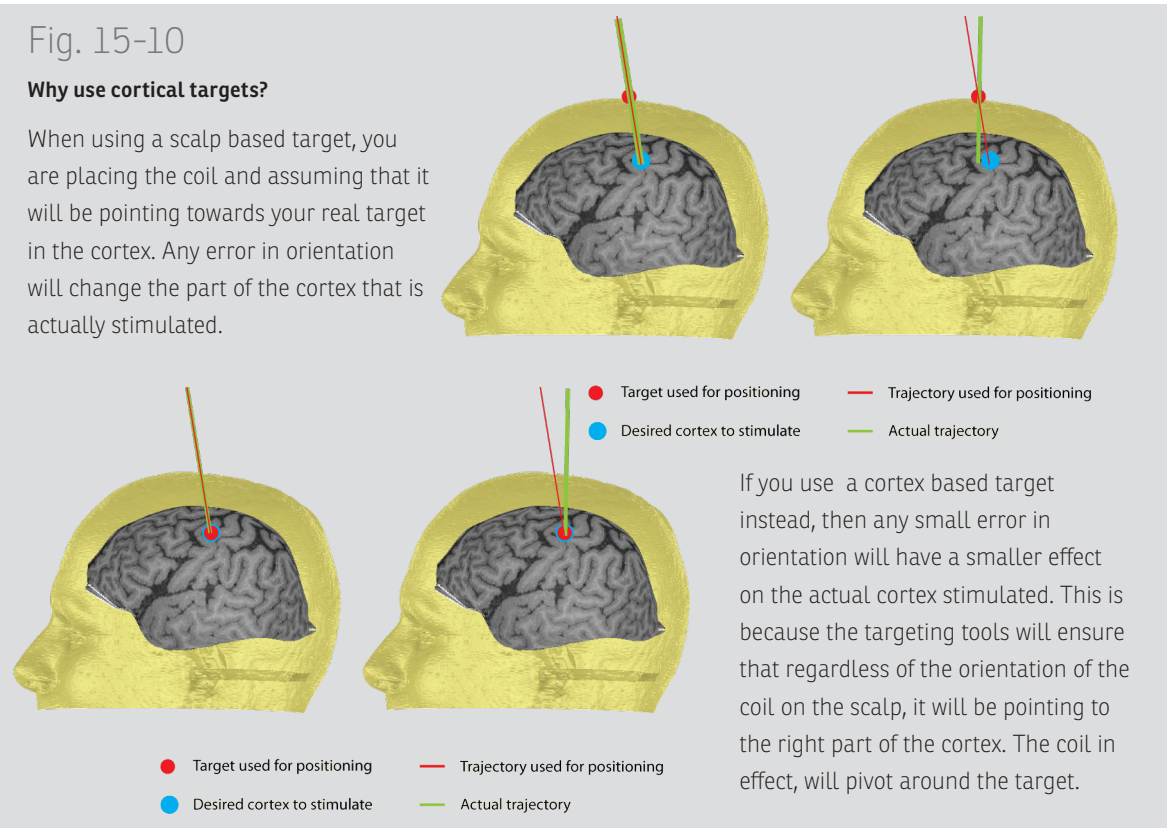 Fig. 15-10
Why use cortical targets?
When using a scalp based target, you
are placing the coil and assuming that it
will be pointing towards your real target
in the cortex. Any error in orientation
will change the part of the cortex that is
actually stimulated.
Target used for positioning
Trajectory used for positioning
Desired cortex to stimulate
Actual trajectory
If you use a cortex based target
instead, then any small error in
orientation will have a smaller effect
on the actual cortex stimulated. This is
because the targeting tools will ensure
that regardless of the orientation of the
coil on the scalp, it will be pointing to
the right part of the cortex. The coil in
effect, will pivot around the target.
Target used for positioning
Trajectory used for positioning
Desired cortex to stimulate
Actual trajectory